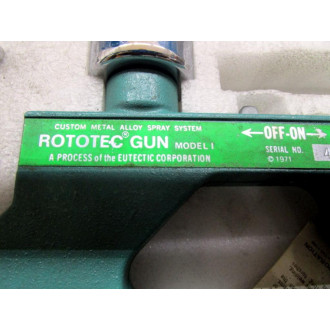 CUSTOM METAL ALLOY SPRAY SYSTEM
ROTOTEC® GUN MODEL I
A PROCESS of the EUTECTIC CORPORATION
←OFF-ON→
SERIAL NO.
© 1971